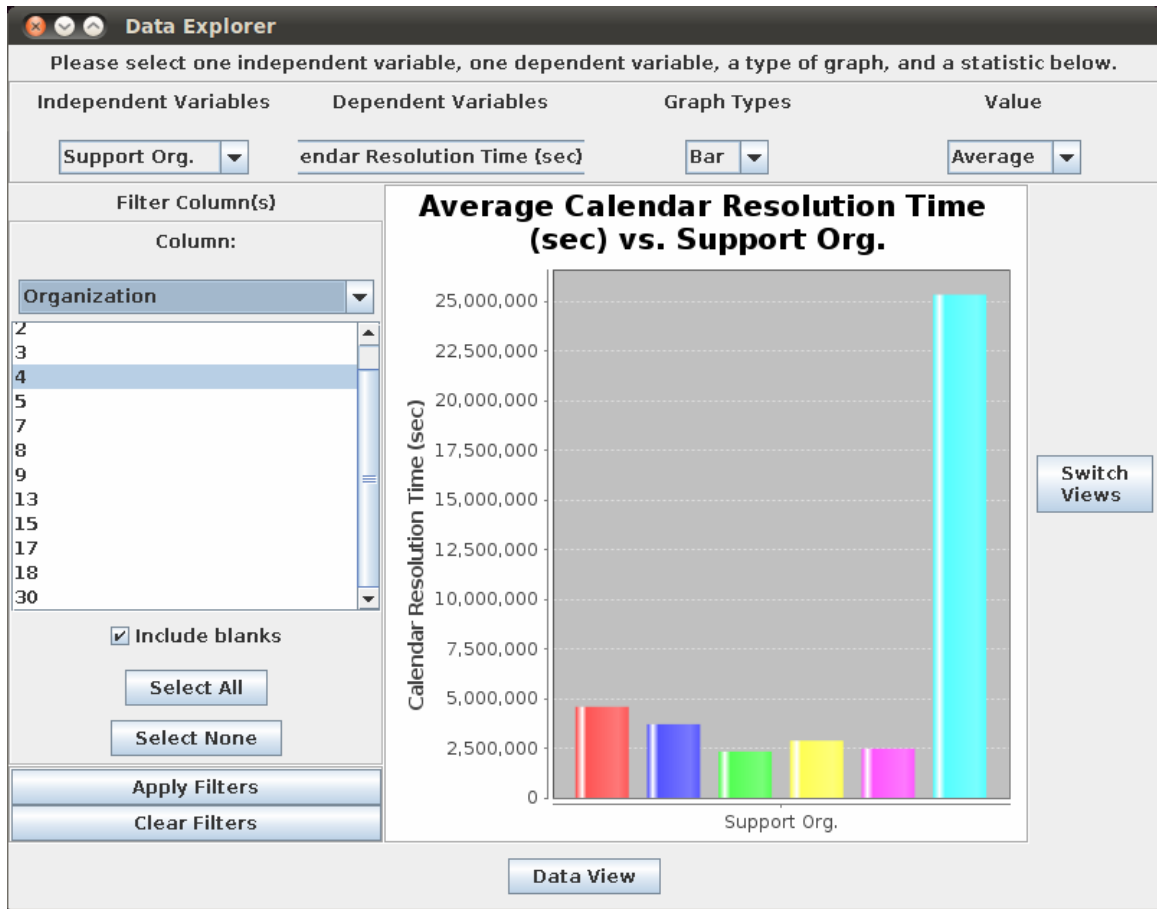 Data Explorer
Please select one independent variable, one dependent variable, a type of graph, and a statistic below.
Independent Variables
Dependent Variables
Graph Types
Value
Support Org.
endar Resolution Time (sec)
Bar
Average
Filter Column(s)
Column:
Organization
2
3
4
5
7
8
9
13
15
17
18
30
Include blanks
Select All
Select None
Apply Filters
Clear Filters
Average Calendar Resolution Time
(sec) vs. Support Org.
Calendar Resolution Time (sec)
25,000,000
22,500,000
20,000,000
17,500,000
15,000,000
12,500,000
10,000,000
7,500,000
5,000,000
2,500,000
0
Support Org.
Switch
Views
Data View